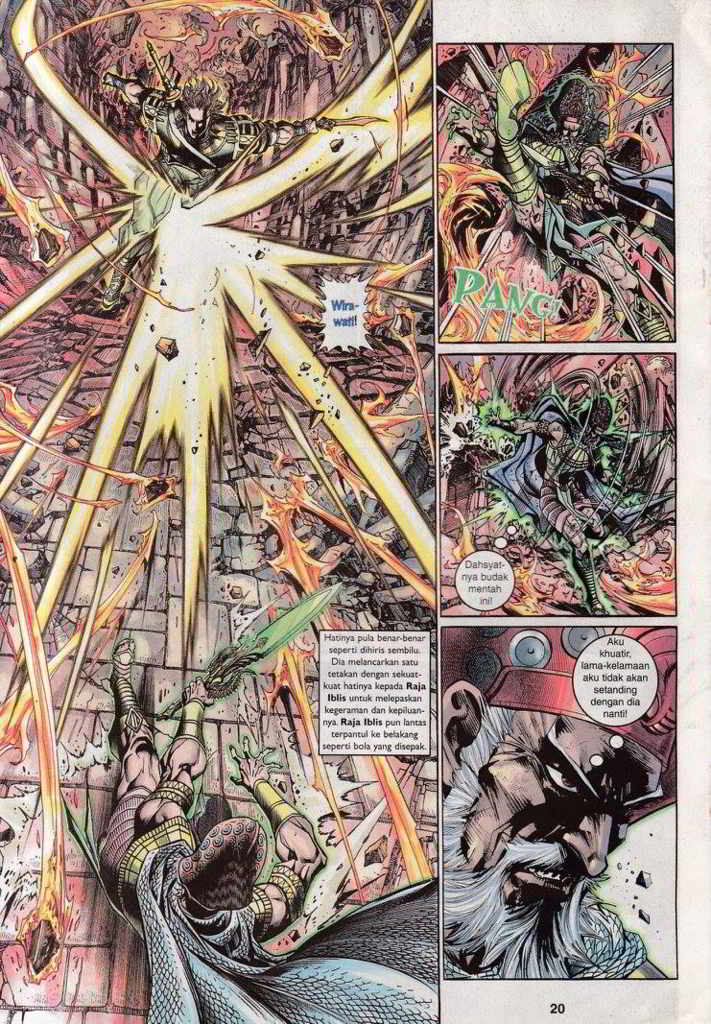 Wira-
wati!
Hatinya pula benar-benar
seperti dihiris sembilu.
Dia melancarkan satu
tetakan dengan sekuat-
kuat hatinya kepada Raja
Iblis untuk melepaskan
kegeraman dan kepiluan-
nya. Raja Iblis pun lantas
terpantul ke belakang
seperti bola yang disepak.
PANG!
Dahsyat-
nya budak
mentah
ini!
Aku
khuatir,
lama-kelamaan
aku tidak akan
setanding
dengan dia
nanti!
20